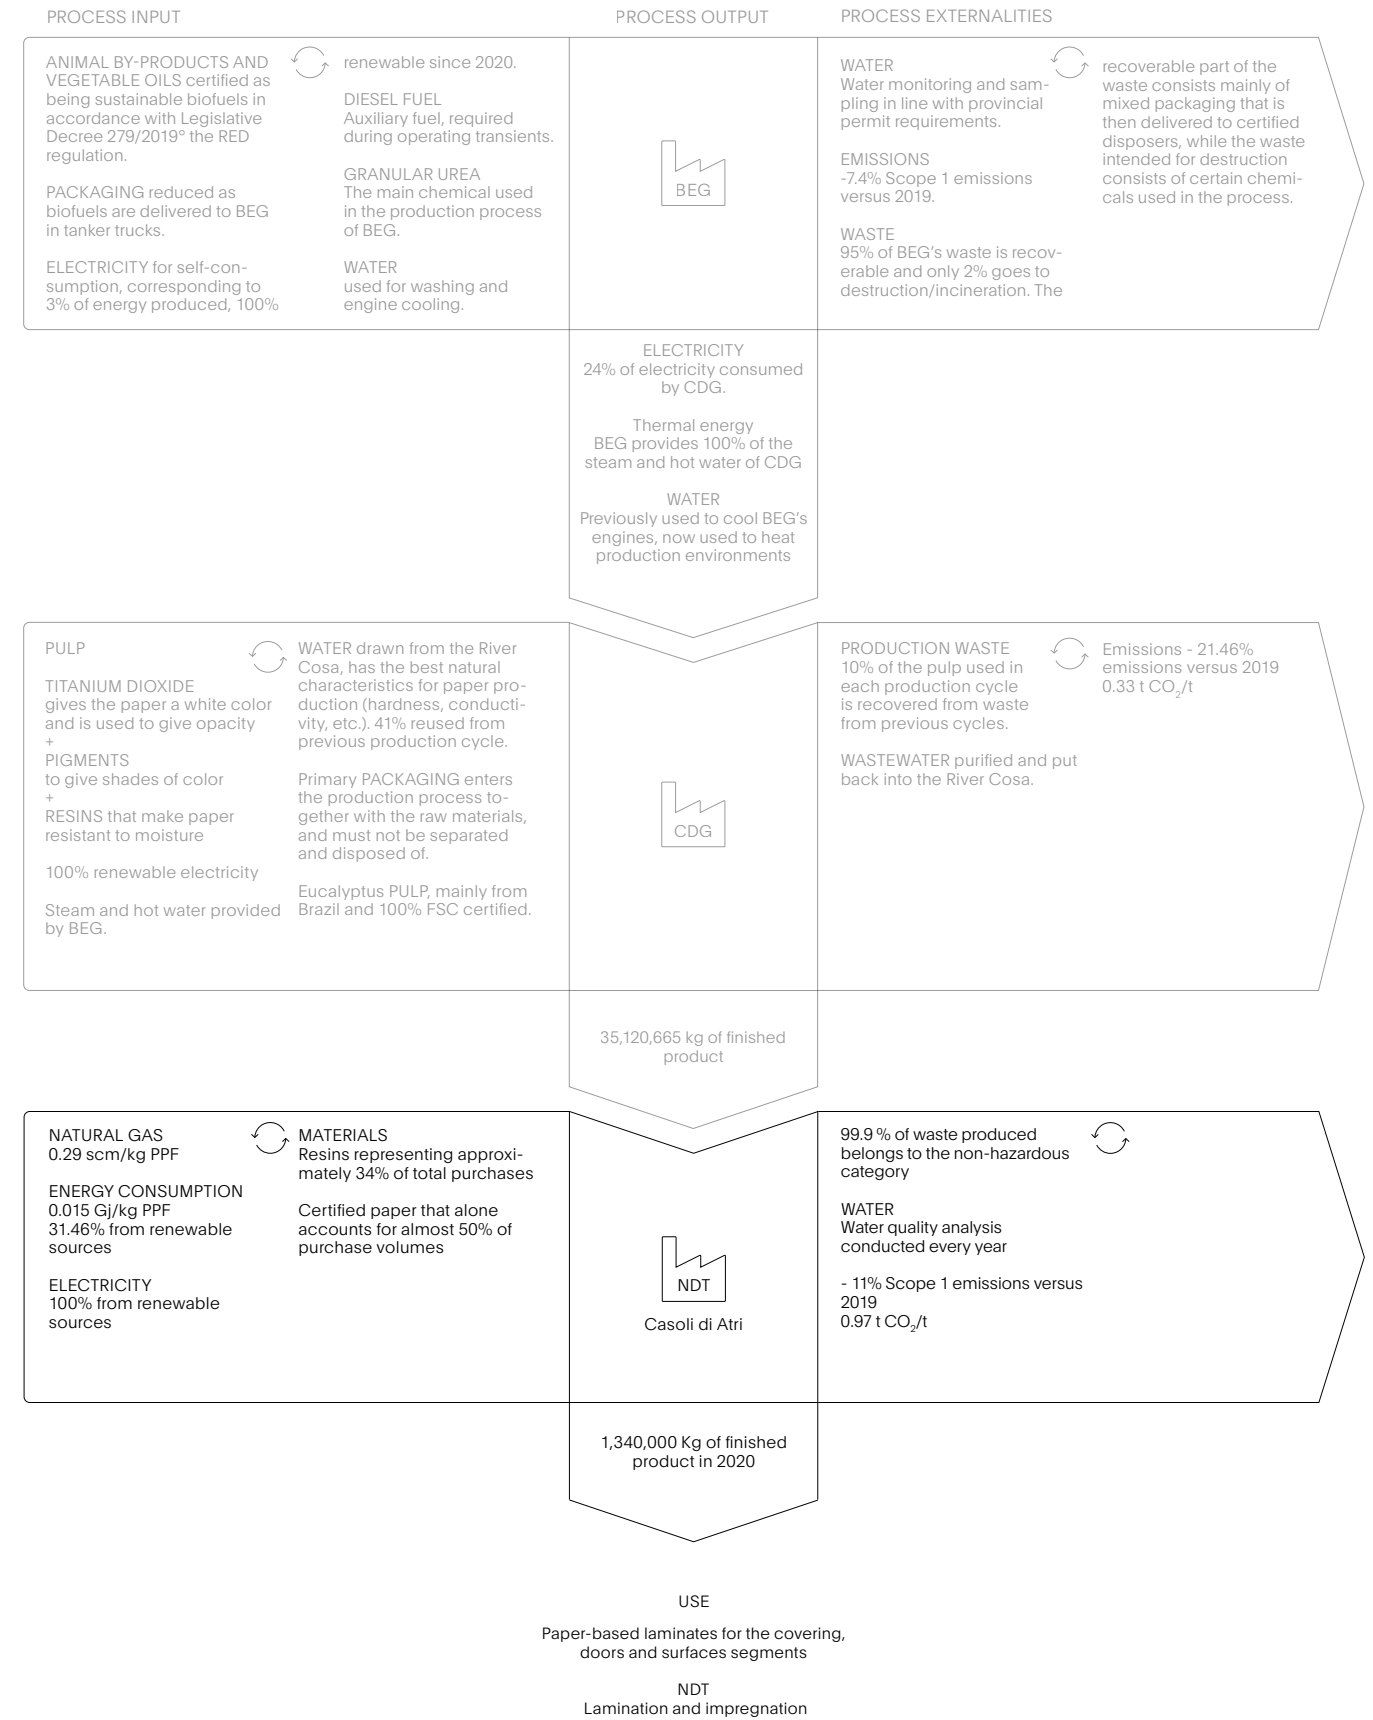 PROCESS INPUT
PROCESS OUTPUT
PROCESS EXTERNALITIES
ANIMAL BY-PRODUCTS AND
VEGETABLE OILS certified as
being sustainable biofuels in
accordance with Legislative
Decree 279/2019° the RED
regulation.
PACKAGING reduced as
biofuels are delivered to BEG
in tanker trucks.
ELECTRICITY for self-con-
sumption, corresponding to
3% of energy produced, 100%
renewable since 2020.
DIESEL FUEL
Auxiliary fuel, required
during operating transients.
GRANULAR UREA
The main chemical used
in the production process
of BEG.
WATER
used for washing and
engine cooling.
BEG
WATER
Water monitoring and sam-
pling in line with provincial
permit requirements.
EMISSIONS
-7.4% Scope 1 emissions
versus 2019.
WASTE
95% of BEG's waste is recov-
erable and only 2% goes to
destruction/incineration. The
recoverable part of the
waste consists mainly of
mixed packaging that is
then delivered to certified
disposers, while the waste
intended for destruction
consists of certain chemi-
cals used in the process.
ELECTRICITY
24% of electricity consumed
by CDG.
Thermal energy
BEG provides 100% of the
steam and hot water of CDG
WATER
Previously used to cool BEG's
engines, now used to heat
production environments
PULP
TITANIUM DIOXIDE
gives the paper a white color
and is used to give opacity
+
PIGMENTS
to give shades of color
+
RESINS that make paper
resistant to moisture
100% renewable electricity
Steam and hot water provided
by BEG.
WATER drawn from the River
Cosa, has the best natural
characteristics for paper pro-
duction (hardness, conducti-
vity, etc.). 41% reused from
previous production cycle.
Primary PACKAGING enters
the production process to-
gether with the raw materials,
and must not be separated
and disposed of.
Eucalyptus PULP, mainly from
Brazil and 100% FSC certified.
CDG
PRODUCTION WASTE
10% of the pulp used in
each production cycle
is recovered from waste
from previous cycles.
WASTEWATER purified and put
back into the River Cosa.
Emissions - 21.46%
emissions versus 2019
0.33 t CO₂/t
35,120,665 kg of finished
product
NATURAL GAS
0.29 scm/kg PPF
ENERGY CONSUMPTION
0.015 Gj/kg PPF
31.46% from renewable
sources
ELECTRICITY
100% from renewable
sources
MATERIALS
Resins representing approxi-
mately 34% of total purchases
Certified paper that alone
accounts for almost 50% of
purchase volumes
NDT
Casoli di Atri
99.9 % of waste produced
belongs to the non-hazardous
category
WATER
Water quality analysis
conducted every year
- 11% Scope 1 emissions versus
2019
0.97 t CO₂/t
1,340,000 Kg of finished
product in 2020
USE
Paper-based laminates for the covering,
doors and surfaces segments
NDT
Lamination and impregnation